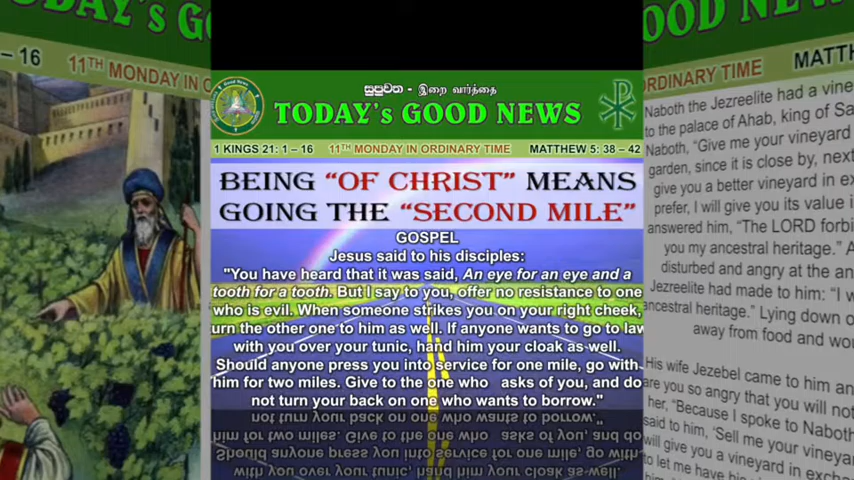 සුපුවත - இறை வார்த்தை
TODAY's GOOD NEWS
1 KINGS 21: 1 – 16 11TH MONDAY IN ORDINARY TIME MATTHEW 5: 38 – 42
BEING "OF CHRIST" MEANS
GOING THE "SECOND MILE"
GOSPEL
Jesus said to his disciples:
"You have heard that it was said, An eye for an eye and a
tooth for a tooth. But I say to you, offer no resistance to one
who is evil. When someone strikes you on your right cheek,
urn the other one to him as well. If anyone wants to go to law
with you over your tunic, hand him your cloak as well.
Should anyone press you into service for one mile, go with
him for two miles. Give to the one who asks of you, and do
not turn your back on one who wants to borrow."
TODAY's G
– 16 11TH MONDAY IN O
GOOD NEW
ORDINARY TIME MATTH
Naboth the Jezreelite had a vine
to the palace of Ahab, king of Sa
Naboth, "Give me your vineyard
garden, since it is close by, next
give you a better vineyard in ex
prefer, I will give you its value i
answered him, "The LORD forbi
you my ancestral heritage." A
disturbed and angry at the an
Jezreelite had made to him: "I w
ancestral heritage." Lying down o
away from food and wou
His wife Jezebel came to him an
are you so angry that you will not
her, "Because I spoke to Naboth
said to him, 'Sell me your vineya
will give you a vineyard in excha
to let me have his